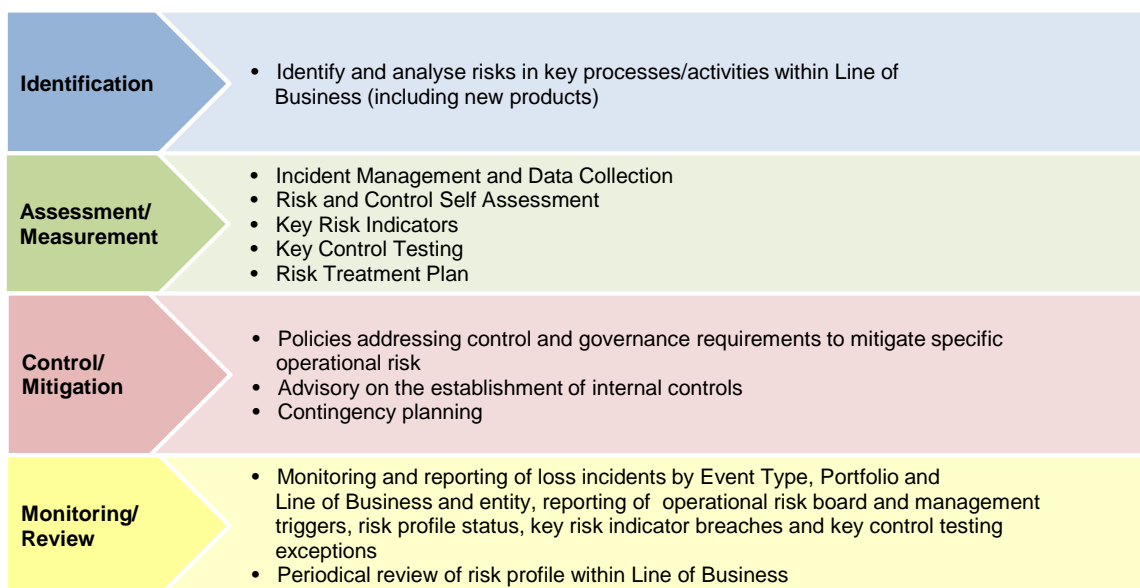 Identification
• Identify and analyse risks in key processes/activities within Line of
Business (including new products)
Assessment/
Measurement
• Incident Management and Data Collection
• Risk and Control Self Assessment
• Key Risk Indicators
• Key Control Testing
• Risk Treatment Plan
Control/
Mitigation
• Policies addressing control and governance requirements to mitigate specific
operational risk
• Advisory on the establishment of internal controls
• Contingency planning
Monitoring/
Review
• Monitoring and reporting of loss incidents by Event Type, Portfolio and
Line of Business and entity, reporting of operational risk board and management
triggers, risk profile status, key risk indicator breaches and key control testing
exceptions
• Periodical review of risk profile within Line of Business